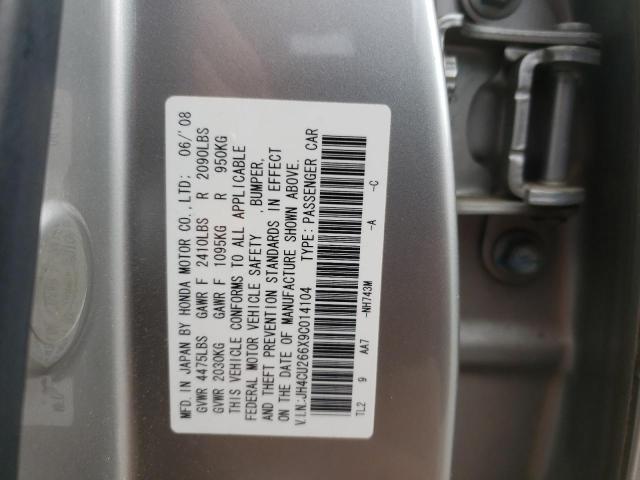 MFD. IN JAPAN BY HONDA MOTOR CO., LTD; 06/'08
GVWR 4475LBS GAWR F 2410LBS R 2090LBS
GVWR 2030KG GAWR F 1095KG R 950KG
THIS VEHICLE CONFORMS TO ALL APPLICABLE
FEDERAL MOTOR VEHICLE SAFETY , BUMPER,
AND THEFT PREVENTION STANDARDS IN EFFECT
ON THE DATE OF MANUFACTURE SHOWN ABOVE.
V.I.N.:JH4CU266X9C014104 TYPE: PASSENGER CAR
TL2 9 AA7 -NH743M -A -C